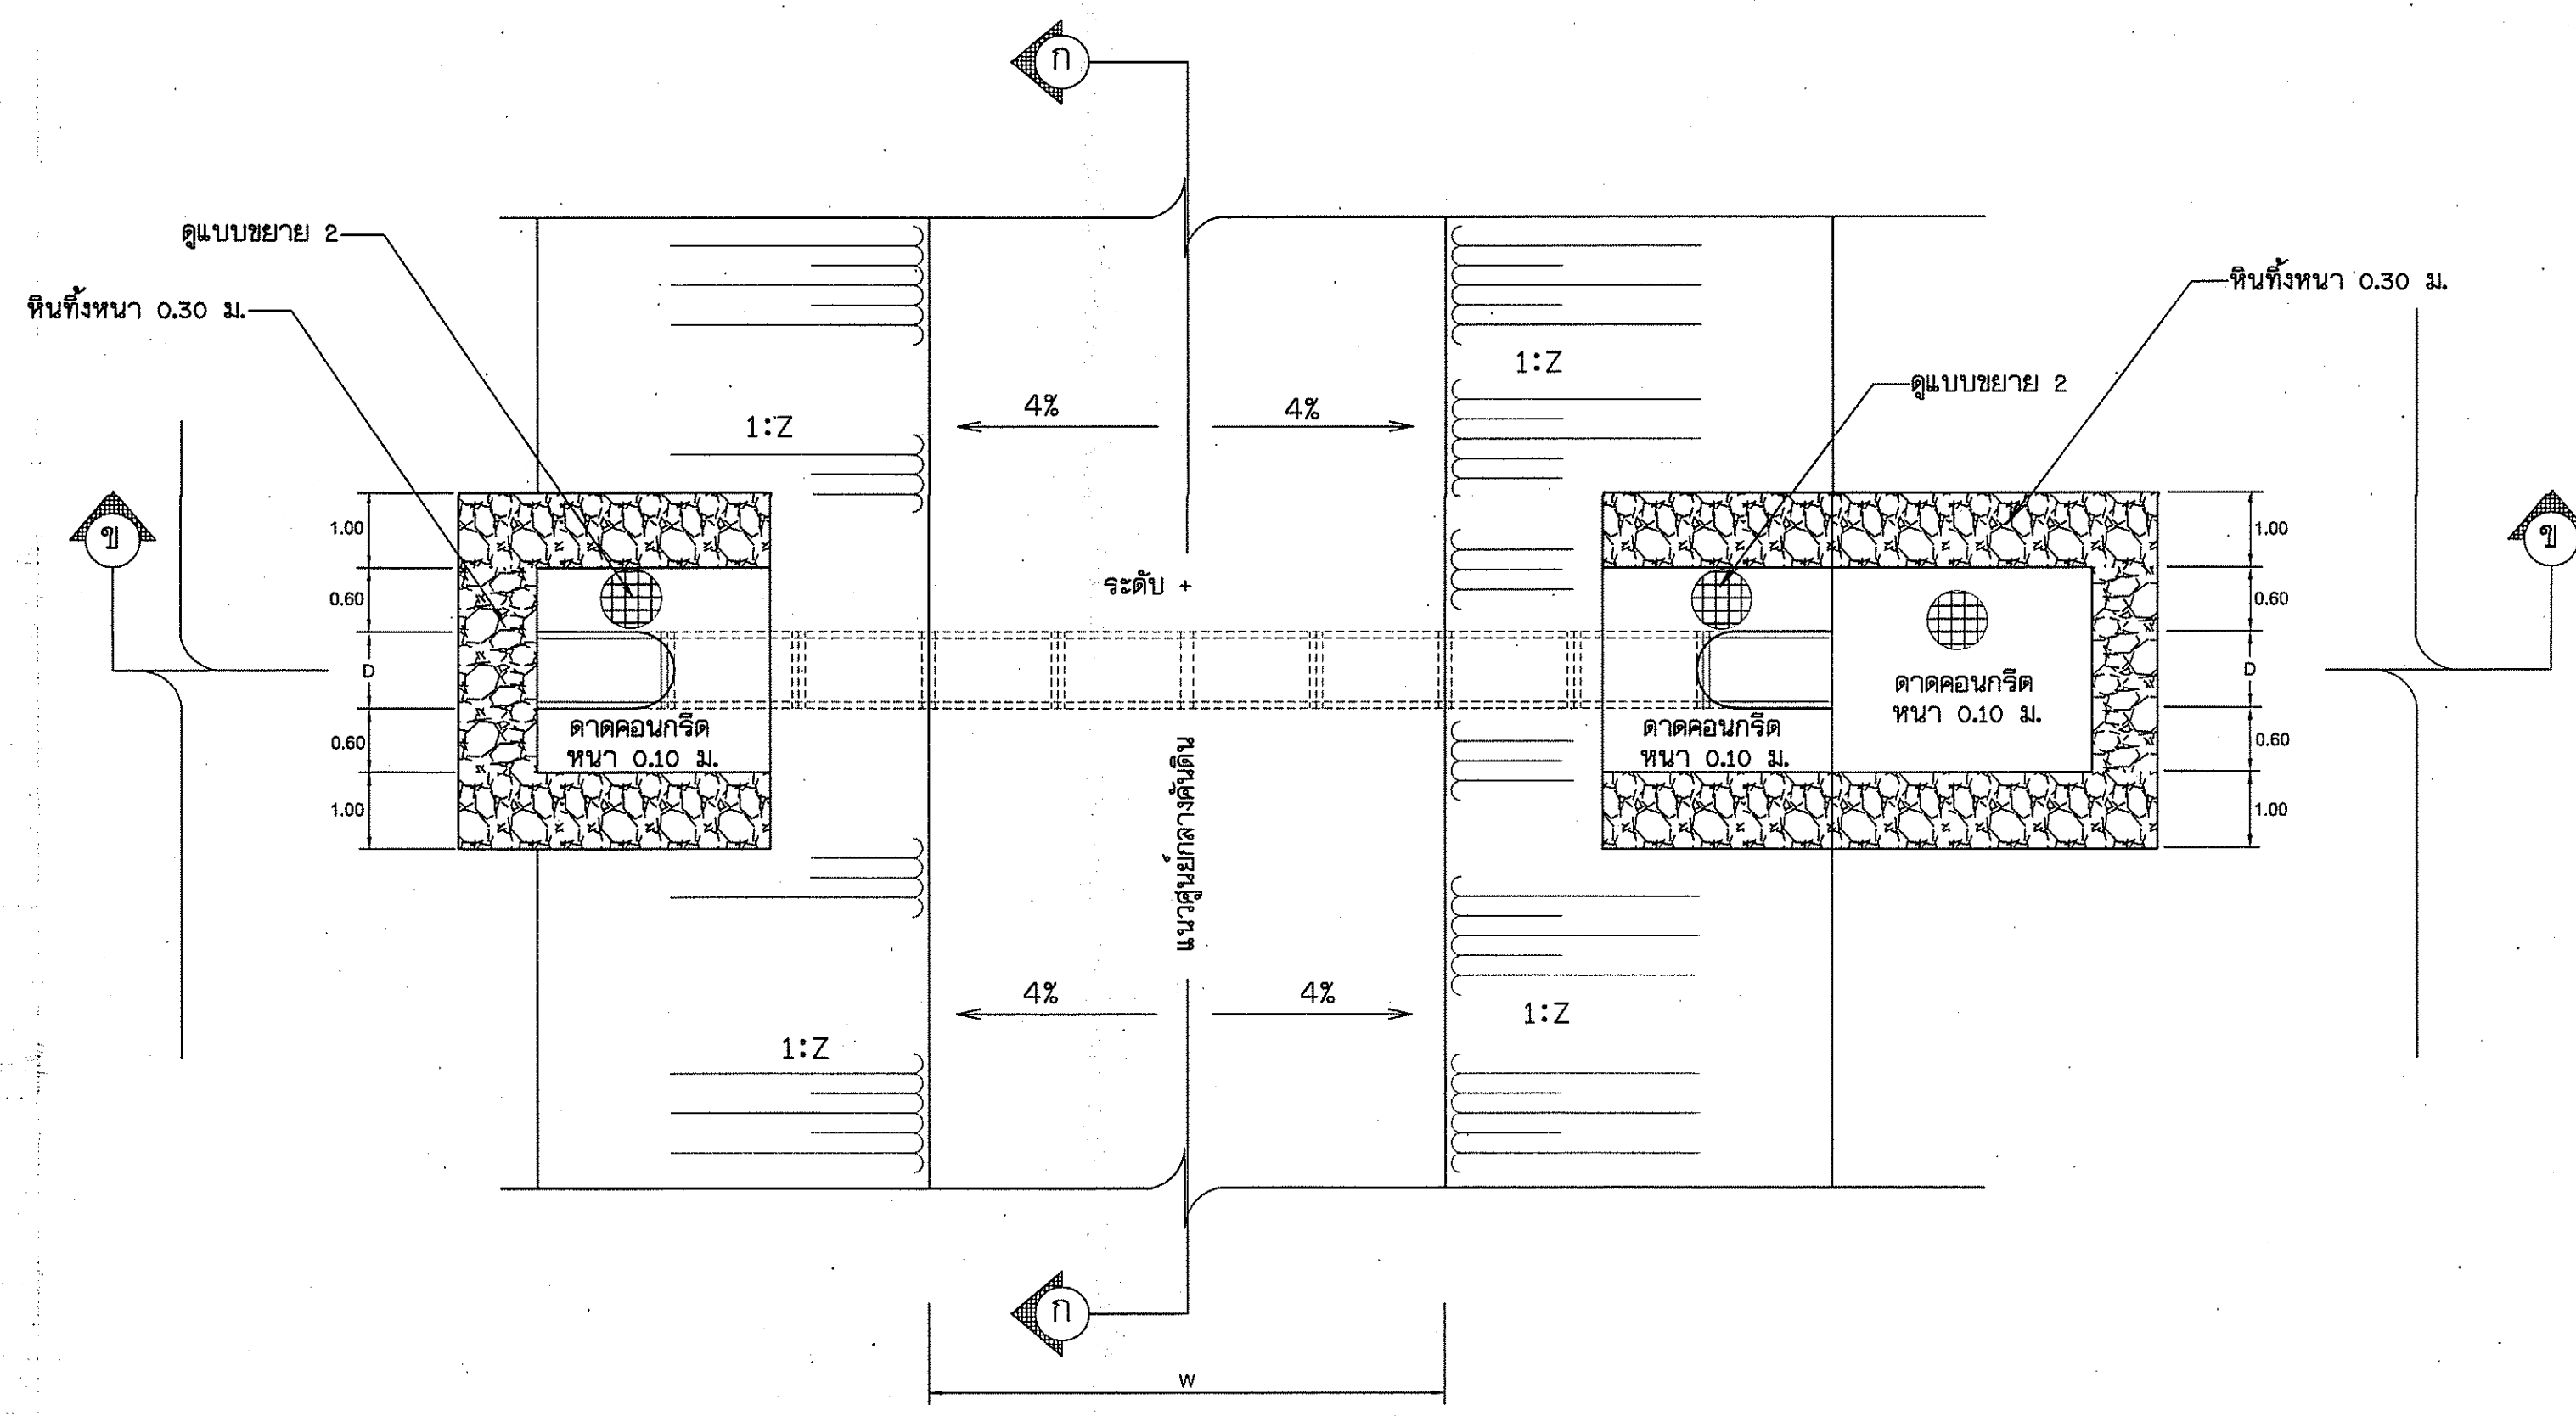 ก
ดูแบบขยาย 2
หินทิ้งหนา 0.30 ม.
หินทิ้งหนา 0.30 ม.
1:Z
ดูแบบขยาย 2
4%
4%
1:Z
ข
1.00
1.00
ข
0.60
ระดับ +
0.60
D
D
ดาดคอนกรีต
หนา 0.10 ม.
ดาดคอนกรีต
หนา 0.10 ม.
ดาดคอนกรีต
หนา 0.10 ม.
0.60
0.60
1.00
1.00
แนวศูนย์กลางคันดิน
4%
4%
1:Z
1:Z
ก
W